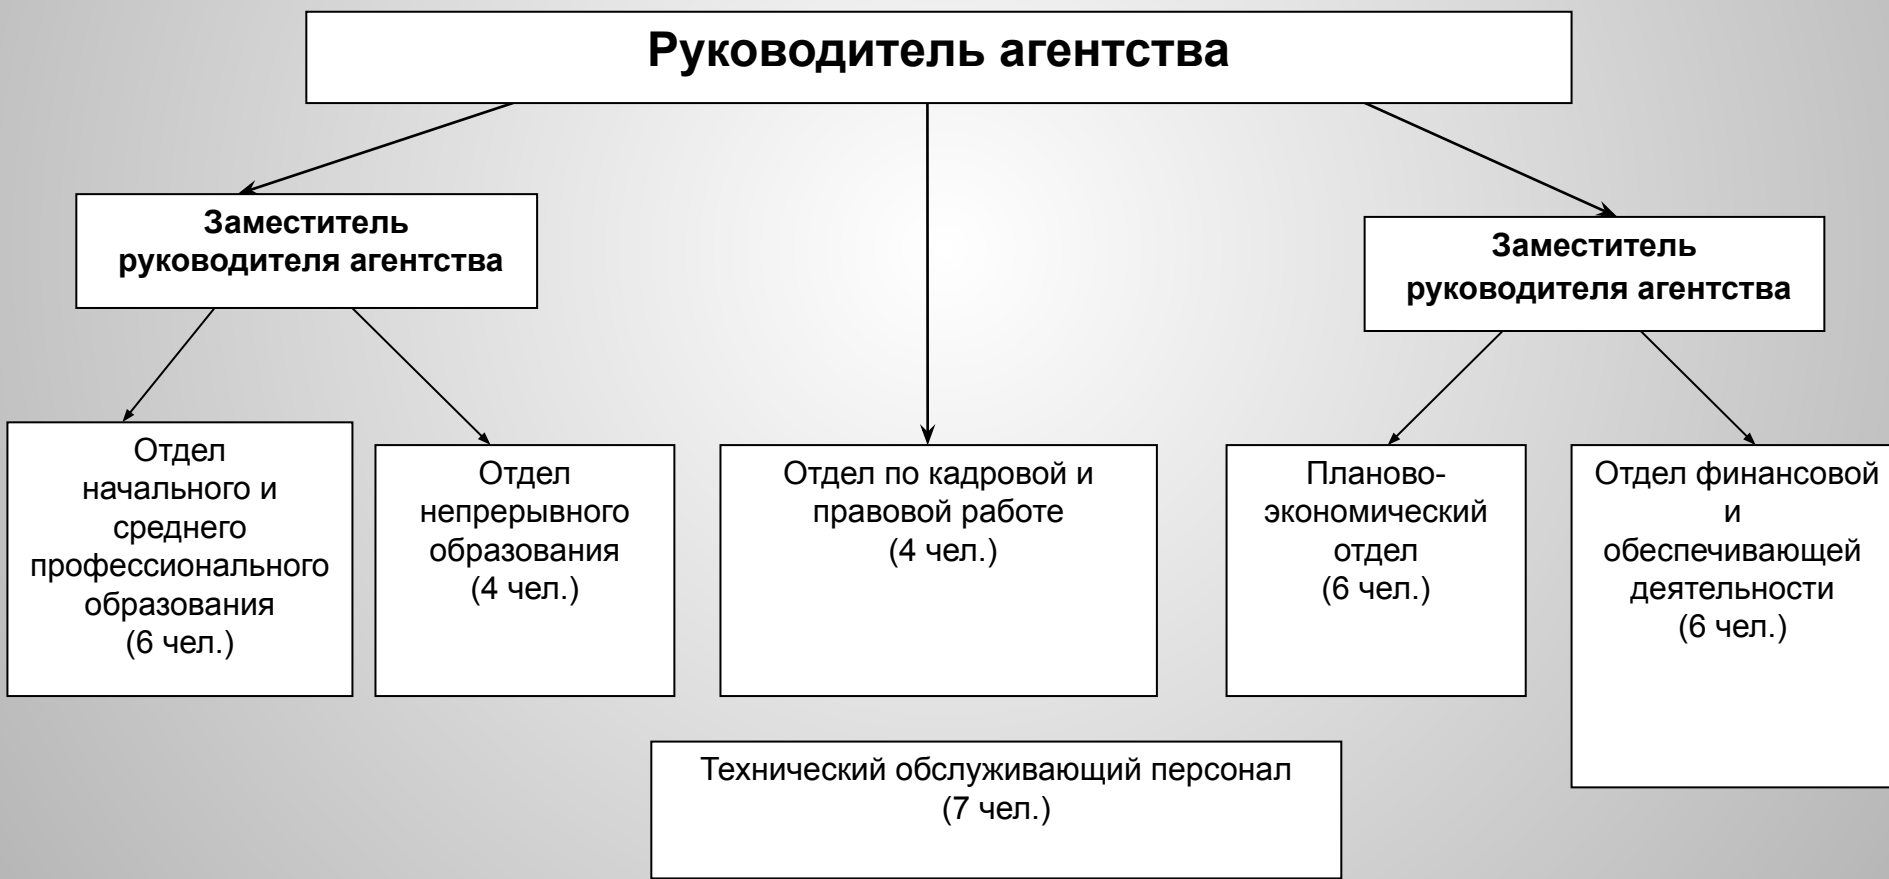 Руководитель агентства
Заместитель
руководителя агентства
Заместитель
руководителя агентства
Отдел
начального и
среднего
профессионального
образования
(6 чел.)
Отдел
непрерывного
образования
(4 чел.)
Отдел по кадровой и
правовой работе
(4 чел.)
Планово-
экономический
отдел
(6 чел.)
Отдел финансовой
и
обеспечивающей
деятельности
(6 чел.)
Технический обслуживающий персонал
(7 чел.)